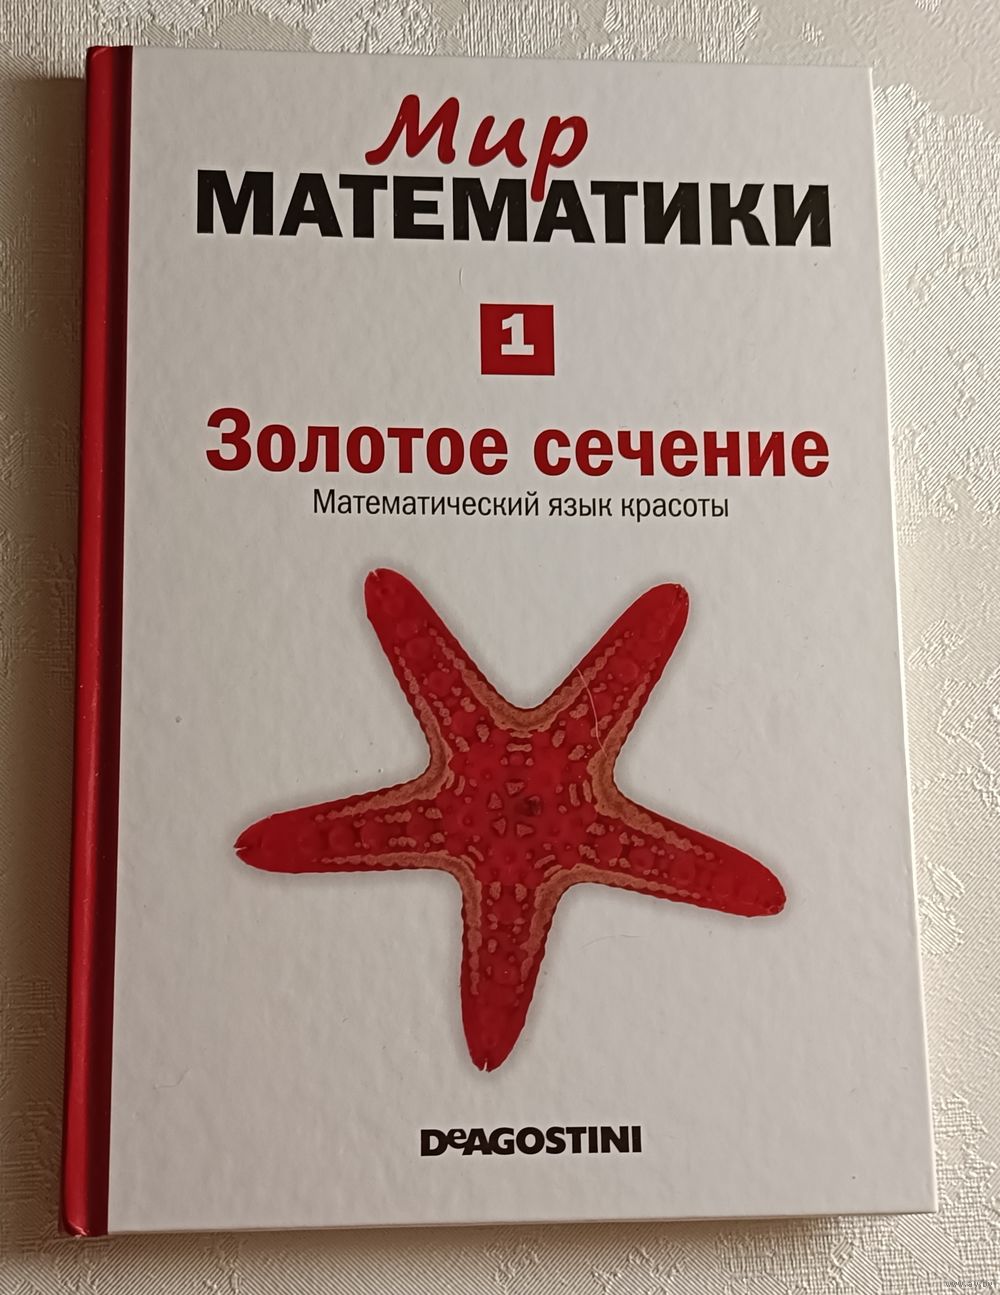 Мир
МАТЕМАТИКИ
1
Золотое сечение
Математический язык красоты
DeAGOSTINI